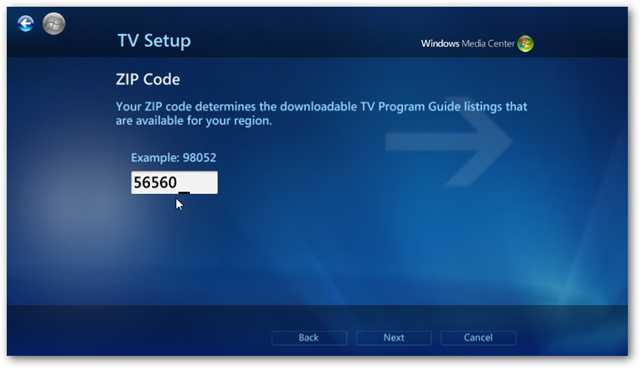 TV Setup
Windows Media Center
ZIP Code
Your ZIP code determines the downloadable TV Program Guide listings that
are available for your region.
Example: 98052
56560
Back Next Cancel